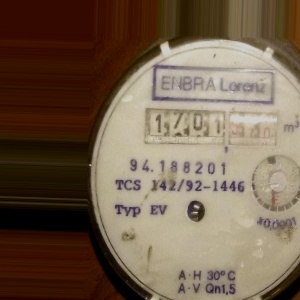 ENBRA Lorenz
m³
94.188201
TCS 142/92-1446
Typ EV
x0,0001
A·H 30°C
A·V Qn1,5